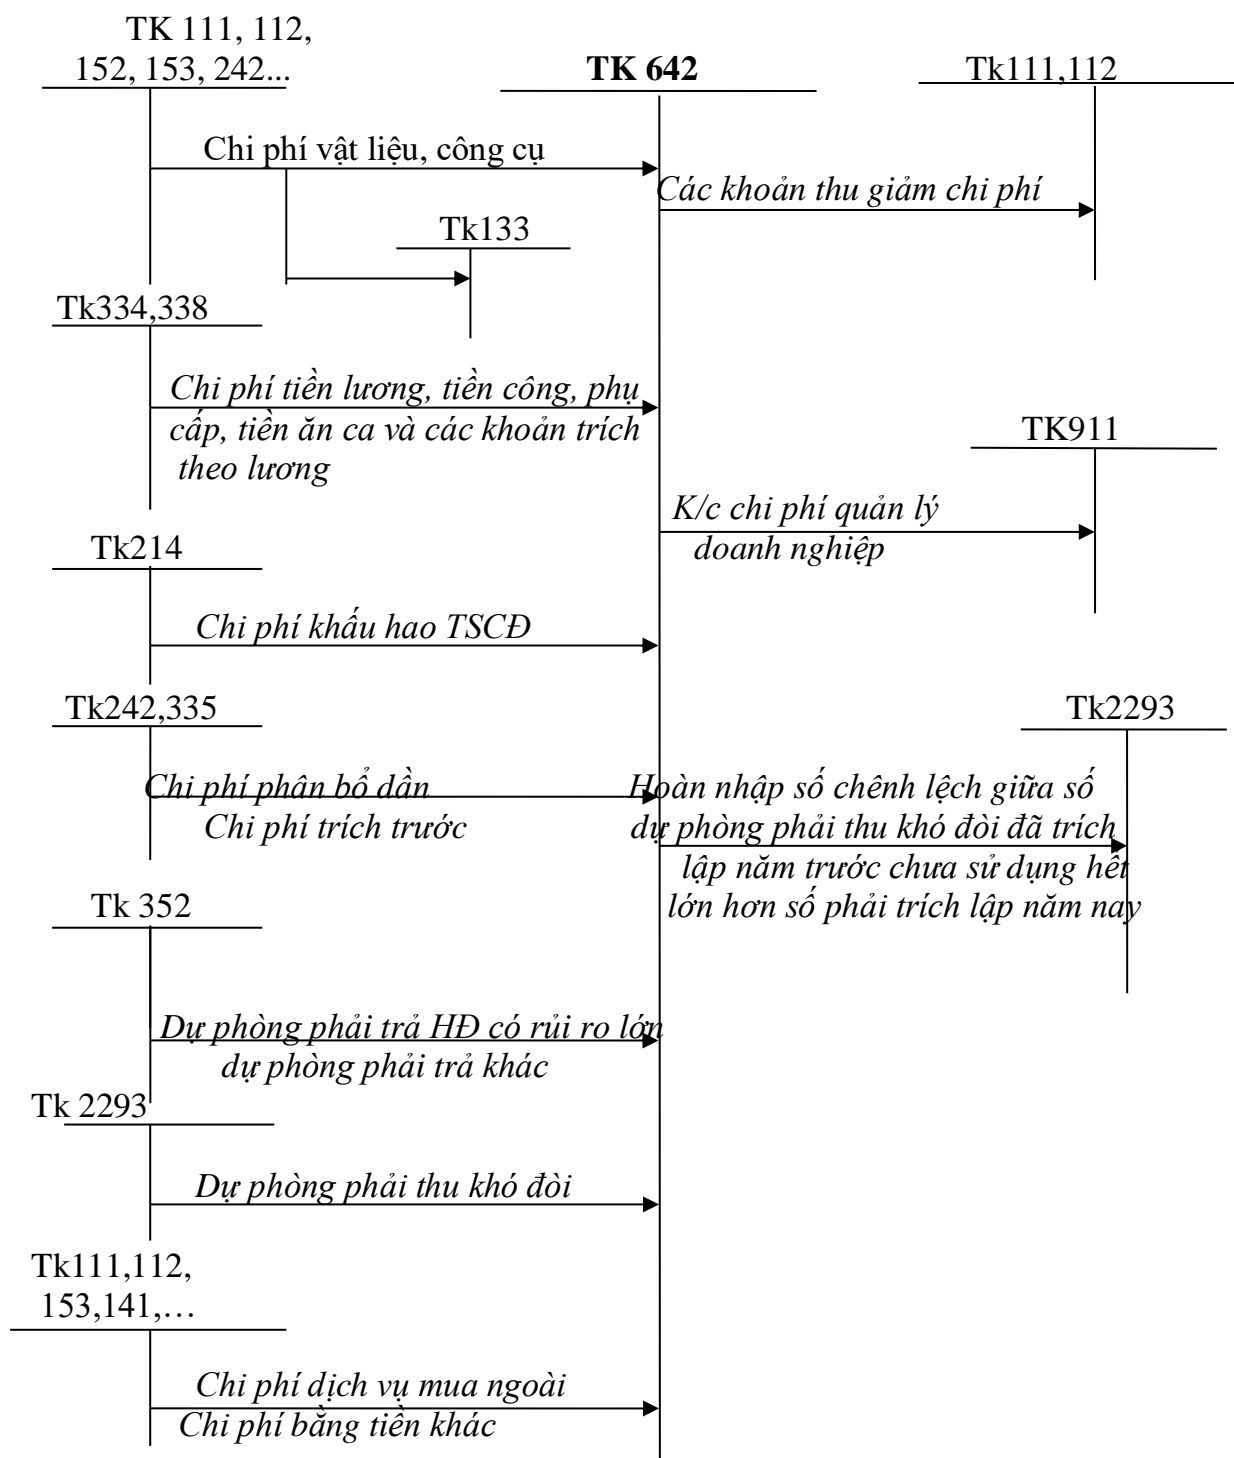 TK 111, 112,
152, 153, 242...
TK 642
Tk111,112
Chi phí vật liệu, công cụ
Các khoản thu giảm chi phí
Tk133
Tk334,338
Chi phí tiền lương, tiền công, phụ
cấp, tiền ăn ca và các khoản trích
theo lương
TK911
K/c chi phí quản lý
doanh nghiệp
Tk214
Chi phí khấu hao TSCĐ
Tk242,335
Tk2293
Chi phí phân bổ dần
Chi phí trích trước
Hoàn nhập số chênh lệch giữa số
dự phòng phải thu khó đòi đã trích
lập năm trước chưa sử dụng hết
lớn hơn số phải trích lập năm nay
Tk 352
Dự phòng phải trả HĐ có rủi ro lớn
dự phòng phải trả khác
Tk 2293
Dự phòng phải thu khó đòi
Tk111,112,
153,141,…
Chi phí dịch vụ mua ngoài
Chi phí bằng tiền khác